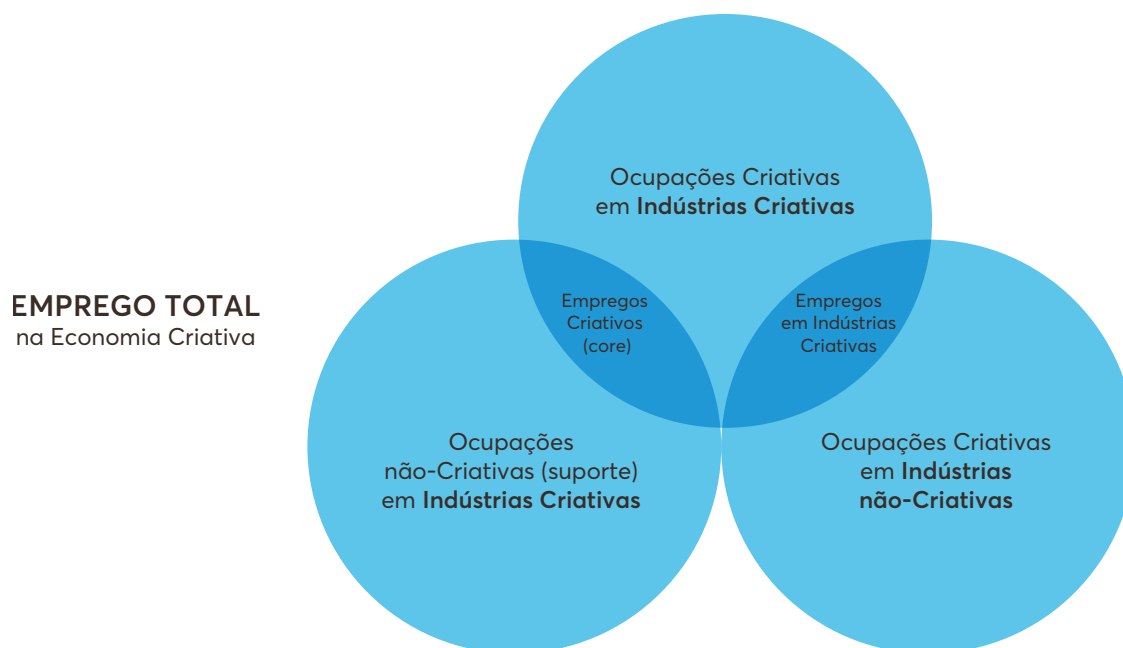 Ocupações Criativas
em Indústrias Criativas
EMPREGO TOTAL
na Economia Criativa
Empregos
Criativos
(core)
Empregos
em Indústrias
Criativas
Ocupações
não-Criativas (suporte)
em Indústrias Criativas
Ocupações Criativas
em Indústrias
não-Criativas